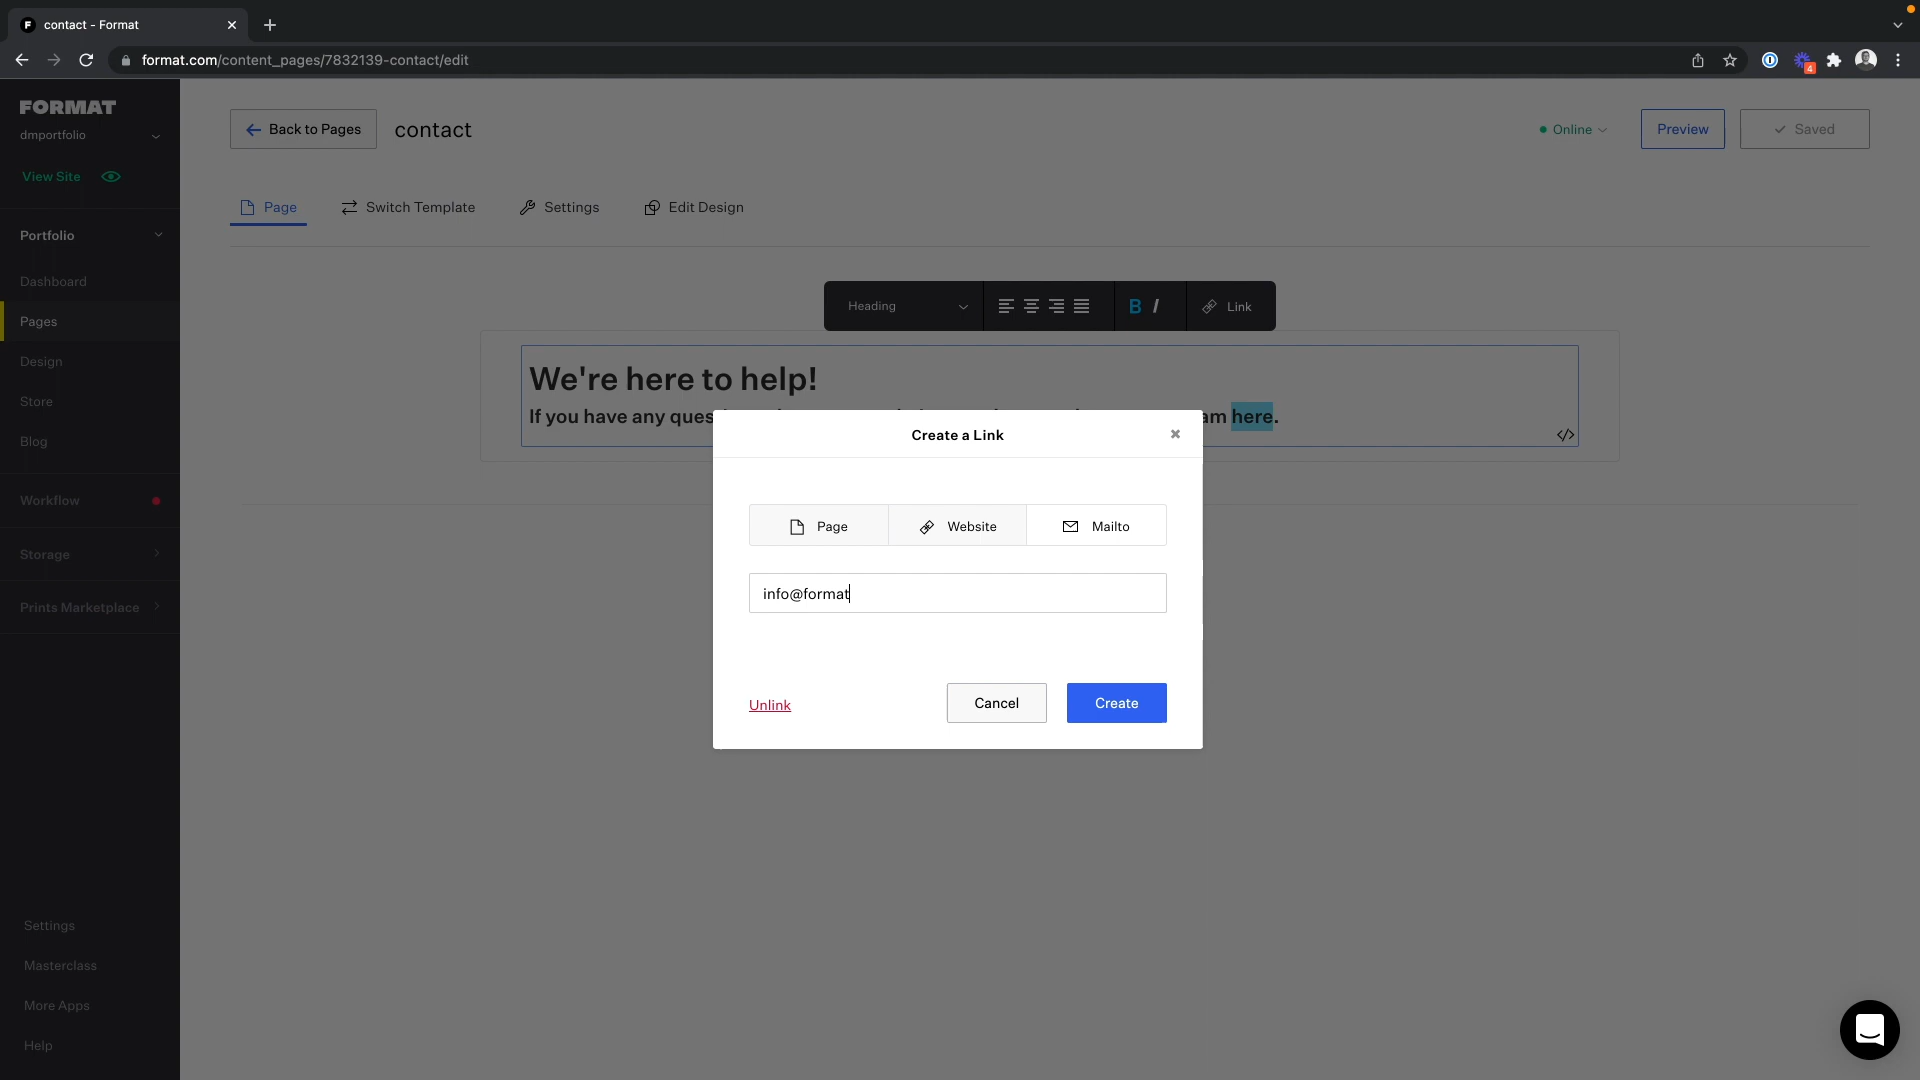 contact - Format
format.com/content_pages/7832139-contact/edit
4
FORMAT
dmportfolio
View Site
Portfolio
Dashboard
Pages
Design
Store
Blog
Workflow
Storage
Prints Marketplace
Settings
Masterclass
More Apps
Help
Back to Pages
contact
Online
Preview
Saved
Page
Switch Template
Settings
Edit Design
Heading
B I
Link
We're here to help!
If you have any here.
</>
Create a Link
Page
Website
Mailto
info@format
Unlink
Cancel
Create